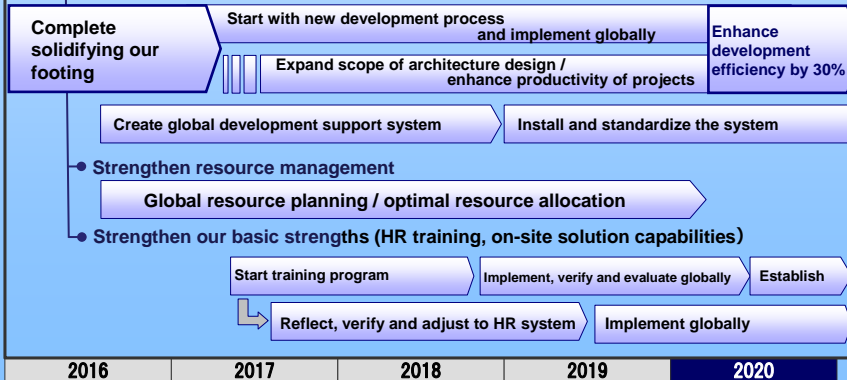 Complete
solidifying our
footing
Start with new development process
and implement globally
Expand scope of architecture design /
enhance productivity of projects
Enhance
development
efficiency by 30%
Create global development support system
Install and standardize the system
Strengthen resource management
Global resource planning / optimal resource allocation
Strengthen our basic strengths (HR training, on-site solution capabilities）
Start training program
Implement, verify and evaluate globally
Establish
Reflect, verify and adjust to HR system
Implement globally
2016 2017 2018 2019 2020